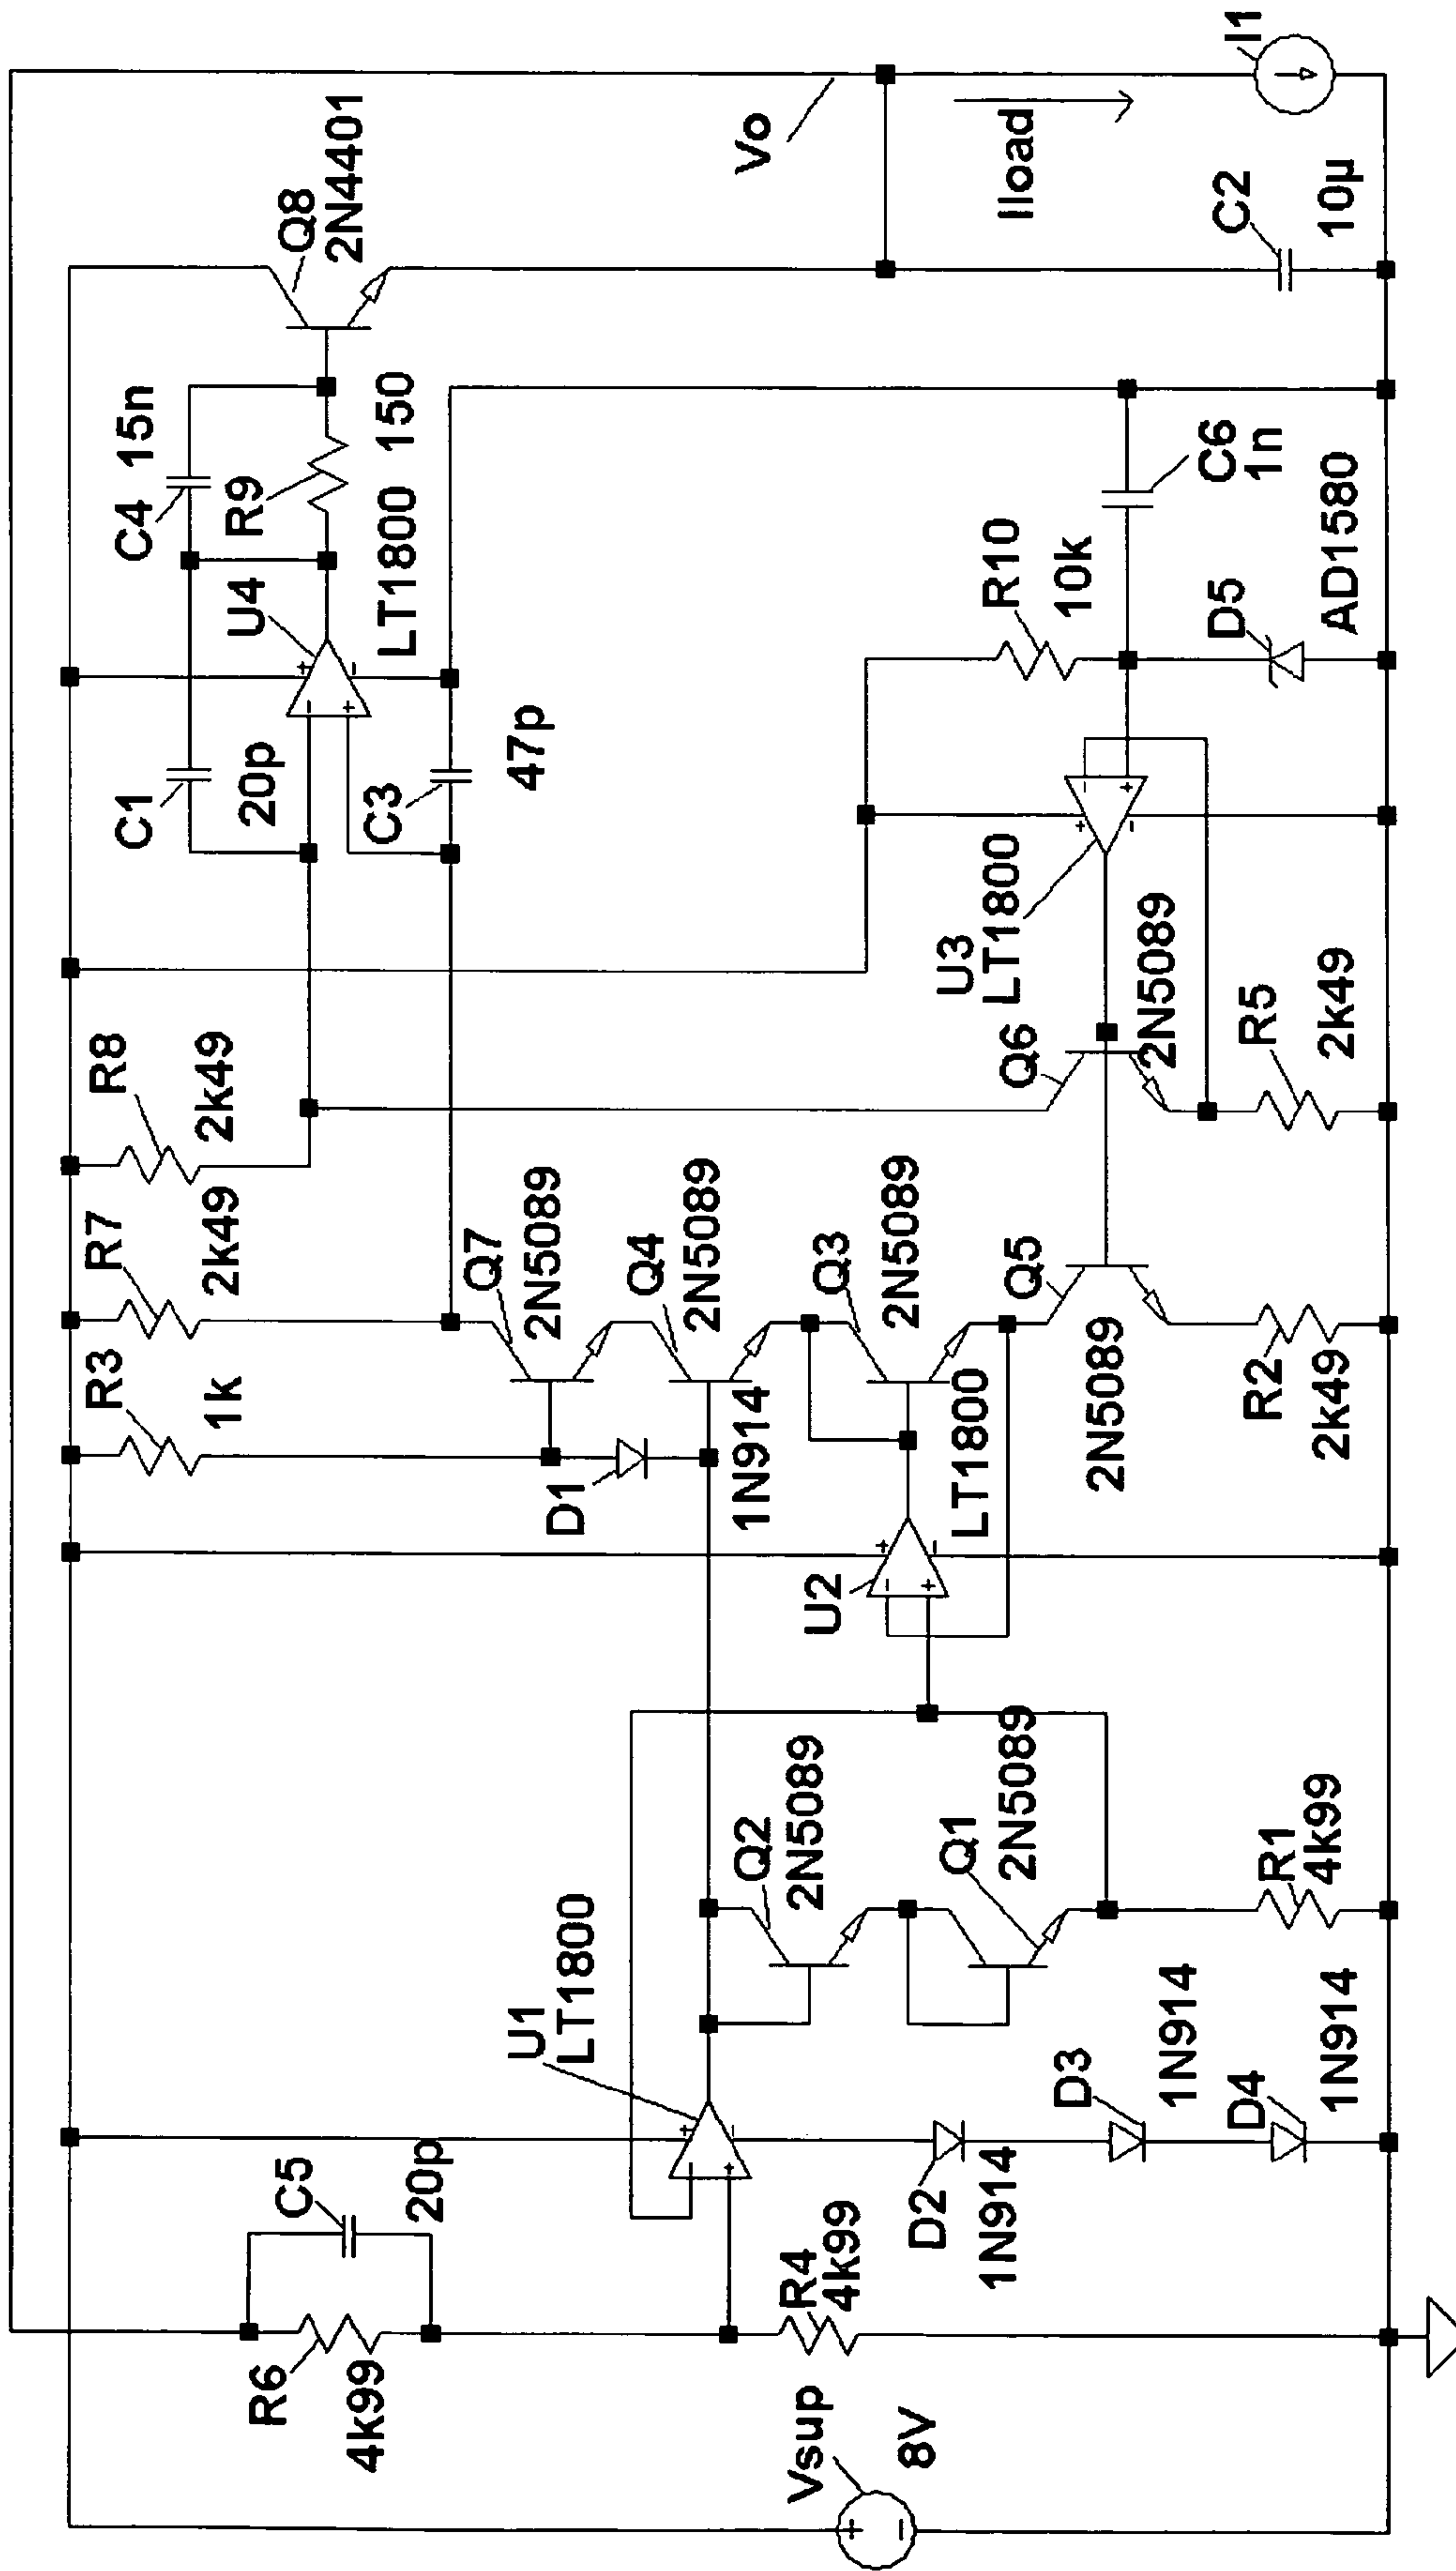 Vsup
8V
R6
4k99
C5
20p
R4
4k99
D2
1N914
D3
1N914
D4
1N914
U1
LT1800
Q2
2N5089
Q1
2N5089
R1
4k99
U2
LT1800
R3
1k
D1
1N914
R7
2k49
Q7
2N5089
Q4
2N5089
Q3
2N5089
Q5
2N5089
R2
2k49
R8
2k49
Q6
2N5089
R5
2k49
U3
LT1800
C1
20p
C3
47p
U4
LT1800
C4
15n
R9
150
R10
10k
C6
1n
D5
AD1580
Q8
2N4401
Vo
Iload
C2
10µ
I1